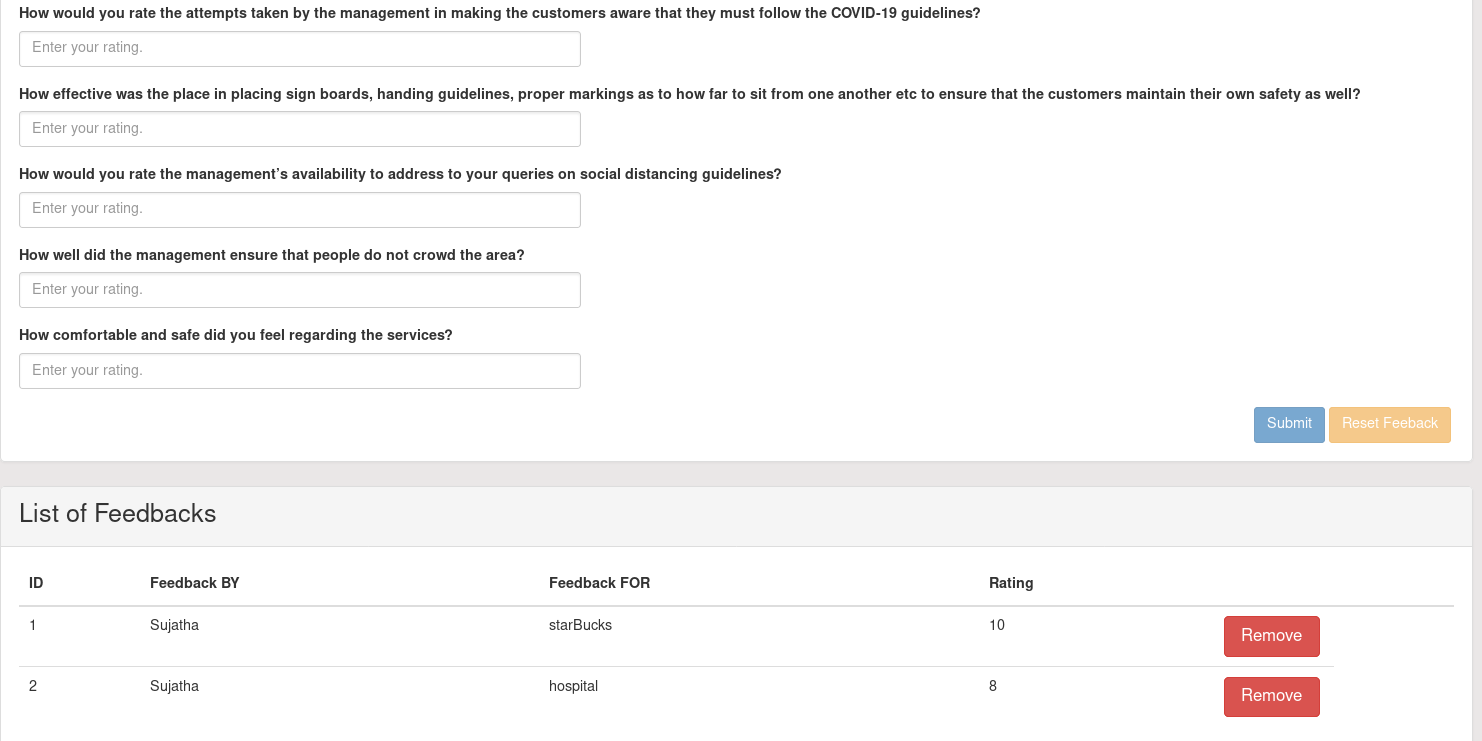 How would you rate the attempts taken by the management in making the customers aware that they must follow the COVID-19 guidelines?
Enter your rating.
How effective was the place in placing sign boards, handing guidelines, proper markings as to how far to sit from one another etc to ensure that the customers maintain their own safety as well?
Enter your rating.
How would you rate the management’s availability to address to your queries on social distancing guidelines?
Enter your rating.
How well did the management ensure that people do not crowd the area?
Enter your rating.
How comfortable and safe did you feel regarding the services?
Enter your rating.
Submit Reset Feeback
List of Feedbacks
ID Feedback BY Feedback FOR Rating
1 Sujatha starBucks 10 Remove
2 Sujatha hospital 8 Remove